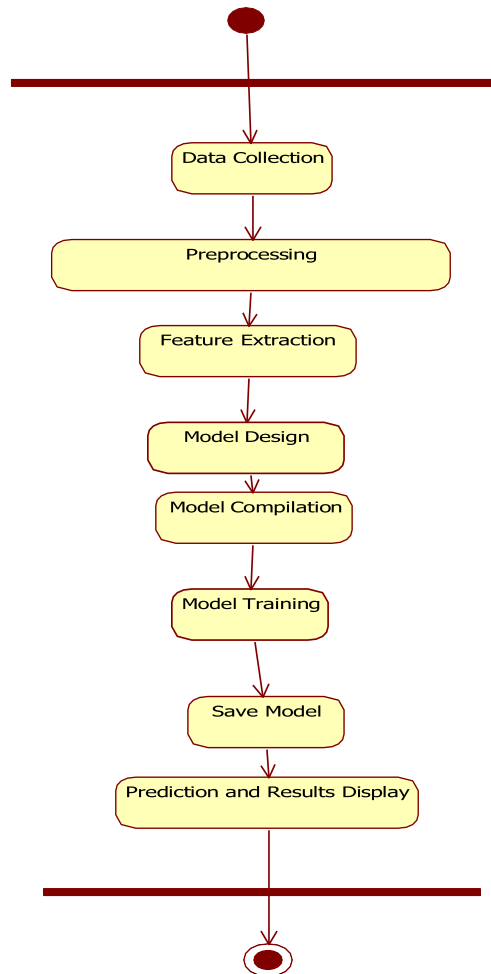 Data Collection
Preprocessing
Feature Extraction
Model Design
Model Compilation
Model Training
Save Model
Prediction and Results Display